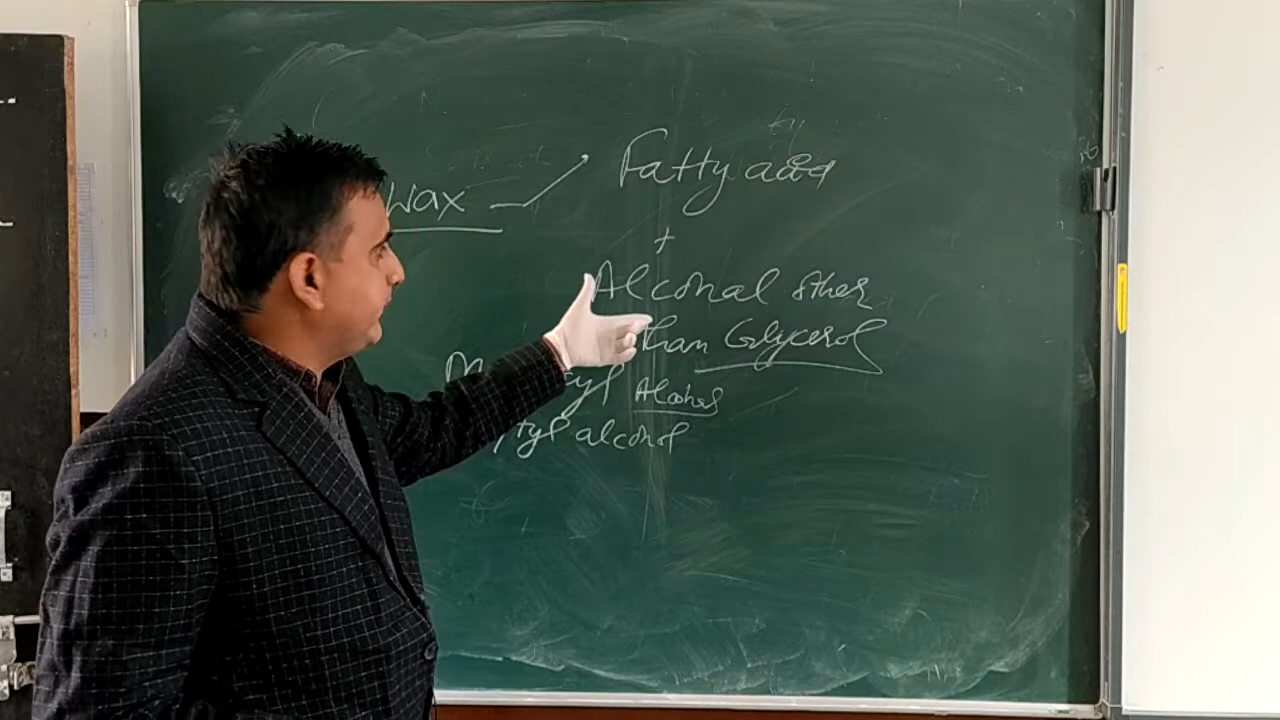 Wax
Fatty acid
+
Alcohal other
than Glycerol
Alcohol
alcohol